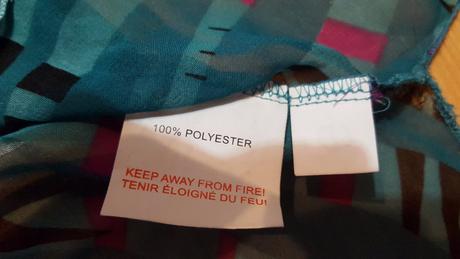 100% POLYESTER
KEEP AWAY FROM FIRE!
TENIR ÉLOIGNÉ DU FEU!